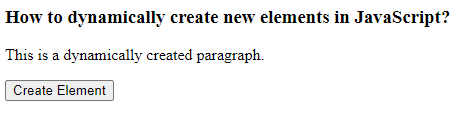 How to dynamically create new elements in JavaScript?
This is a dynamically created paragraph.
Create Element